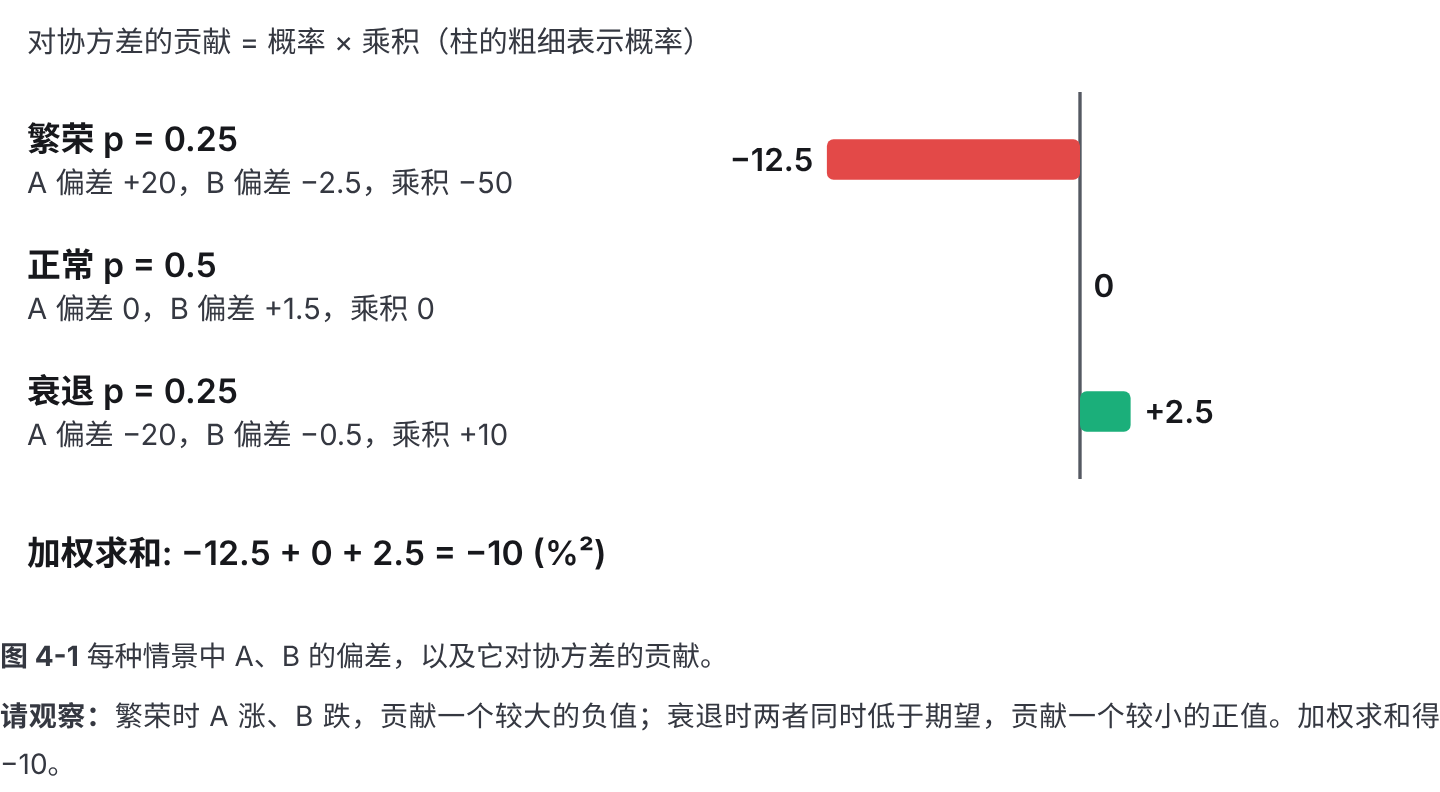 对协方差的贡献 = 概率 × 乘积（柱的粗细表示概率）
繁荣 p = 0.25
A 偏差 +20，B 偏差 −2.5，乘积 −50
−12.5
正常 p = 0.5
A 偏差 0，B 偏差 +1.5，乘积 0
0
衰退 p = 0.25
A 偏差 −20，B 偏差 −0.5，乘积 +10
+2.5
加权求和: −12.5 + 0 + 2.5 = −10 (%²)
图 4-1 每种情景中 A、B 的偏差，以及它对协方差的贡献。
请观察：繁荣时 A 涨、B 跌，贡献一个较大的负值；衰退时两者同时低于期望，贡献一个较小的正值。加权求和得
−10。